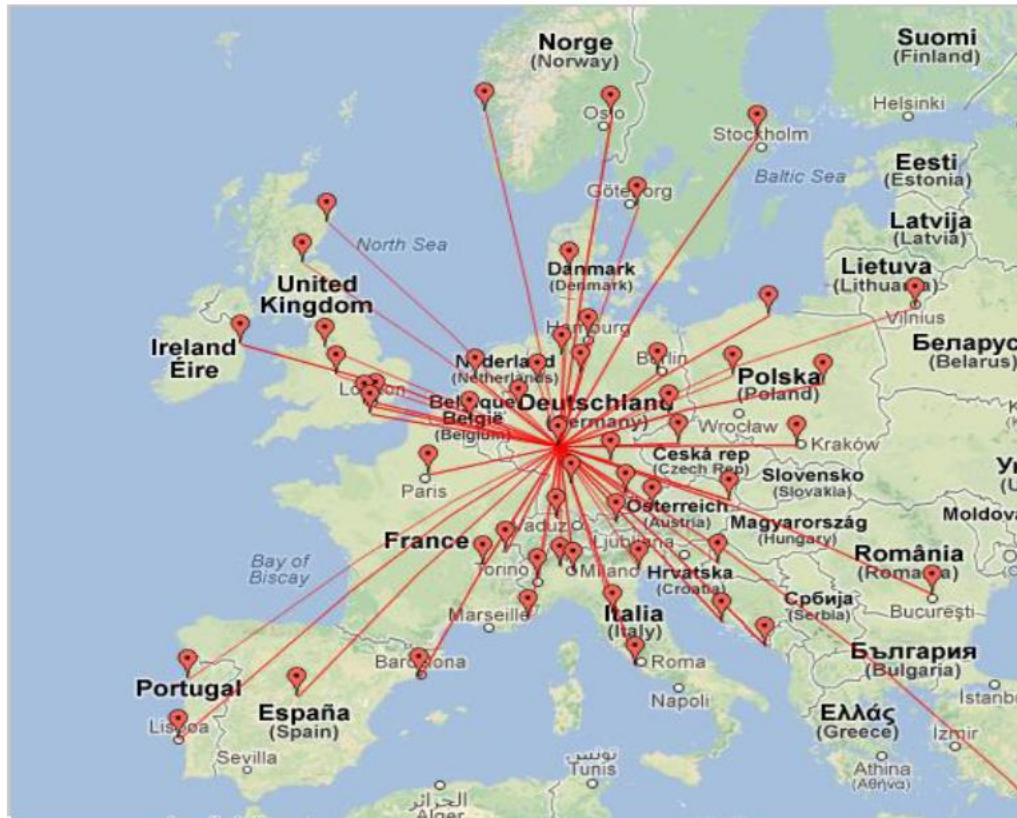 Norge
(Norway)
Suomi
(Finland)
Helsinki
Oslo
Stockholm
Eesti
(Estonia)
Baltic Sea
Göteborg
Latvija
(Latvia)
North Sea
Danmark
(Denmark)
Lietuva
(Lithuania)
Vilnius
United
Kingdom
Hamburg
Ireland
Éire
Беларус
(Belarus)
Nederland
(Netherlands)
Berlin
Polska
(Poland)
London
Belgique
België
(Belgium)
Deutschland
(Germany)
Wrocław
Kraków
Česká rep
(Czech Rep)
Paris
Slovensko
(Slovakia)
Österreich
(Austria)
Vaduz
Magyarország
(Hungary)
Moldova
France
Ljubljana
Bay of
Biscay
Torino
Milano
Hrvatska
(Croatia)
România
(Romania)
Србија
(Serbia)
București
Marseille
Italia
(Italy)
Barcelona
Roma
България
(Bulgaria)
Portugal
Napoli
İstanb
España
(Spain)
Lisboa
Ελλάς
(Greece)
İzmir
Sevilla
تونس
Tunis
Athina
(Αθήνα)
الجزائر
Alger